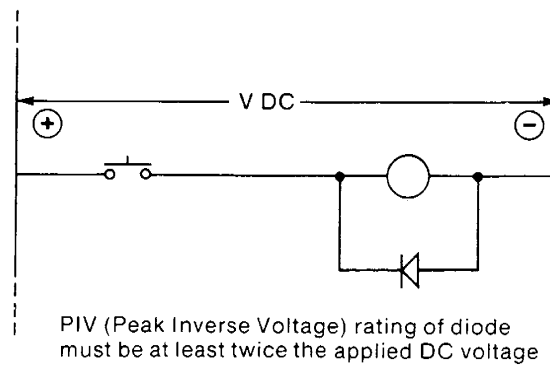 V DC
+ −
PIV (Peak Inverse Voltage) rating of diode
must be at least twice the applied DC voltage